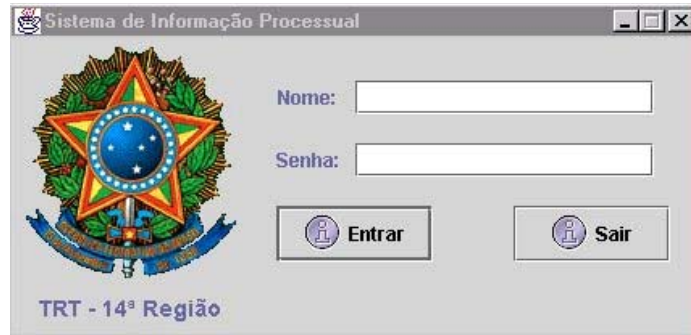 Sistema de Informação Processual
Nome:
Senha:
Entrar
Sair
TRT - 14ª Região